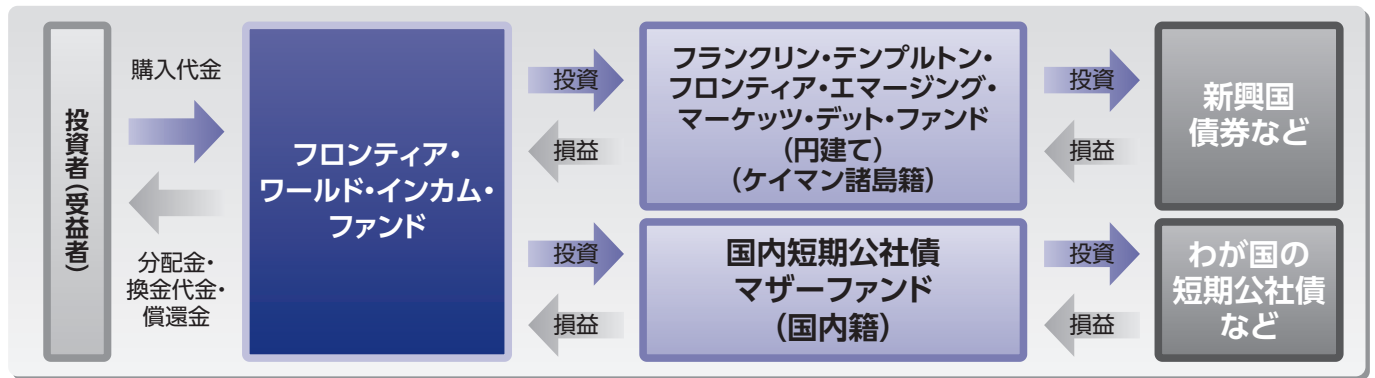 投資者(受益者)
購入代金
分配金・
換金代金・
償還金
フロンティア・
ワールド・インカム・
ファンド
投資
損益
フランクリン・テンプルトン・
フロンティア・エマージング・
マーケッツ・デット・ファンド
(円建て)
(ケイマン諸島籍)
投資
損益
新興国
債券など
投資
損益
国内短期公社債
マザーファンド
(国内籍)
投資
損益
わが国の
短期公社債
など